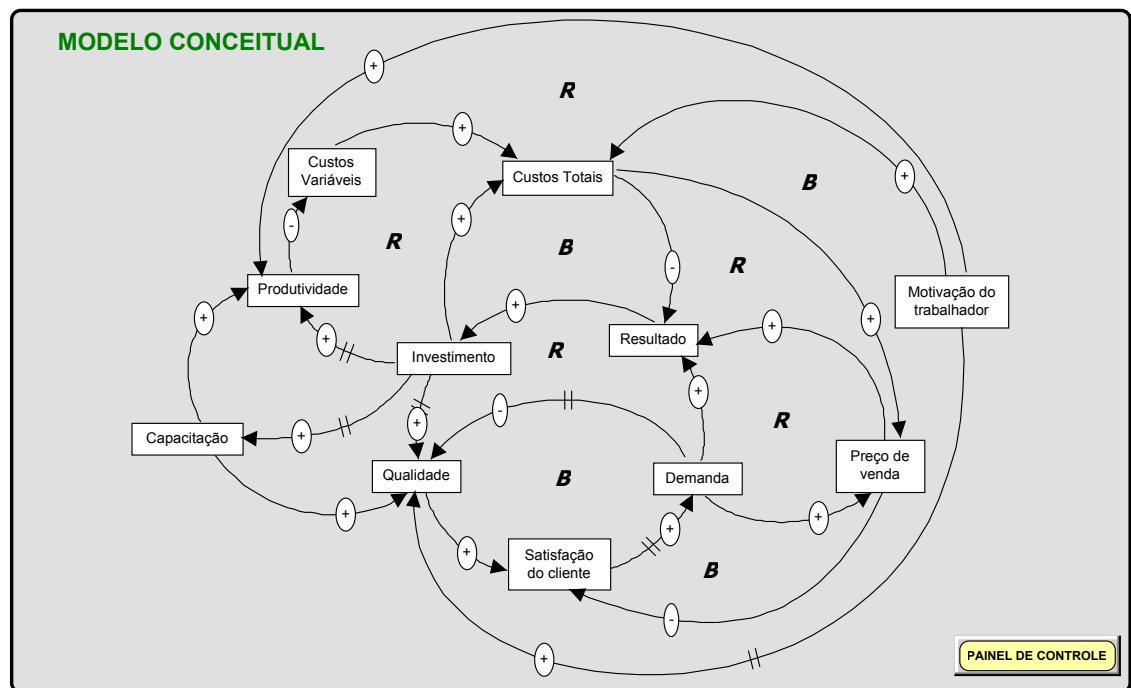 MODELO CONCEITUAL
+
R
Custos
Variáveis
+
Custos Totais
+
B
-
+
R
B
-
R
Produtividade
Motivação do
trabalhador
+
+
+
+
+
Resultado
Investimento
R
+
-
+
+
R
Capacitação
+
Qualidade
B
Demanda
Preço de
venda
+
+
+
+
Satisfação
do cliente
B
-
+
PAINEL DE CONTROLE